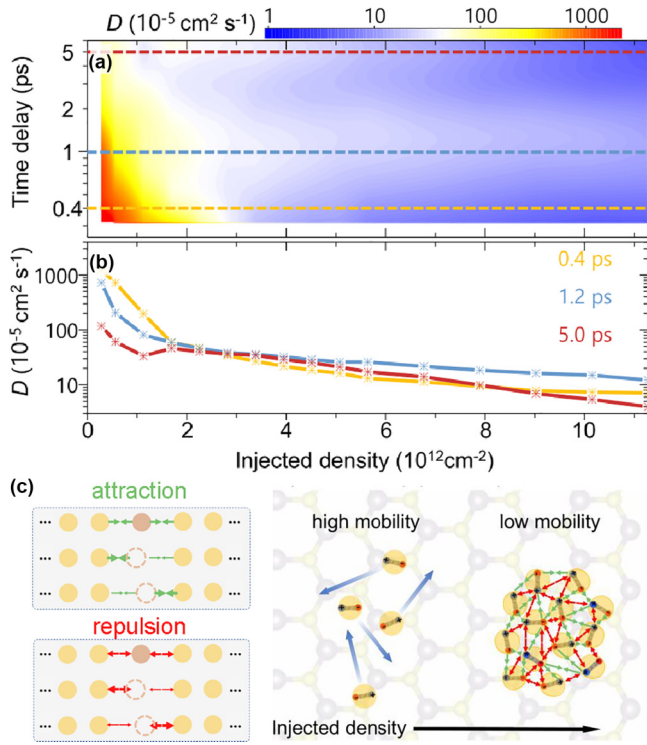 D (10⁻⁵ cm² s⁻¹) 1 10 100 1000
(a)
Time delay (ps)
5
2
1
0.4
(b)
D (10⁻⁵ cm² s⁻¹)
1000
100
10
0.4 ps
1.2 ps
5.0 ps
0 2 4 6 8 10
Injected density (10¹²cm⁻²)
(c)
attraction
... ...
... ...
... ...
repulsion
... ...
... ...
... ...
high mobility low mobility
Injected density